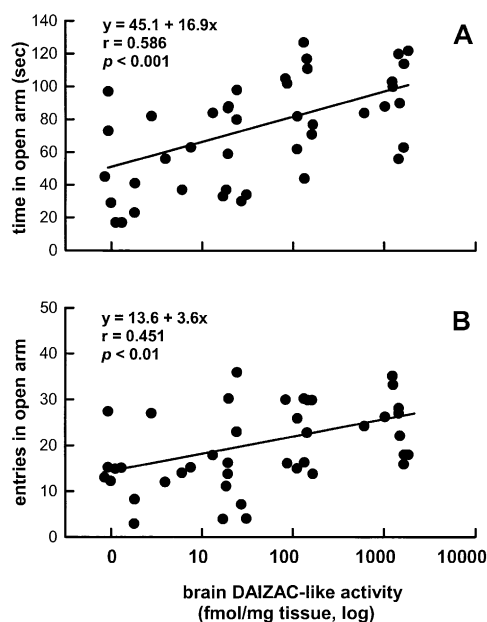 140
120
100
80
60
40
20
0
time in open arm (sec)
y = 45.1 + 16.9x
r = 0.586
p < 0.001
A
50
40
30
20
10
0
entries in open arm
y = 13.6 + 3.6x
r = 0.451
p < 0.01
B
0 10 100 1000 10000
brain DAIZAC-like activity
(fmol/mg tissue, log)